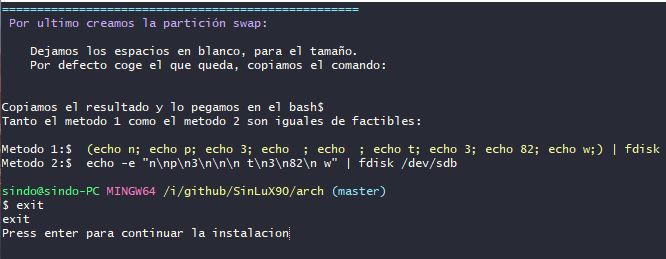 ==================================================
Por ultimo creamos la partición swap:
Dejamos los espacios en blanco, para el tamaño.
Por defecto coge el que queda, copiamos el comando:
Copiamos el resultado y lo pegamos en el bash$
Tanto el metodo 1 como el metodo 2 son iguales de factibles:
Metodo 1:$  (echo n; echo p; echo 3; echo  ; echo  ; echo t; echo 3; echo 82; echo w;) | fdisk
Metodo 2:$  echo -e "n\np\n3\n\n\n t\n3\n82\n w" | fdisk /dev/sdb
sindo@sindo-PC MINGW64 /i/github/SinLuX90/arch (master)
$ exit
exit
Press enter para continuar la instalacion